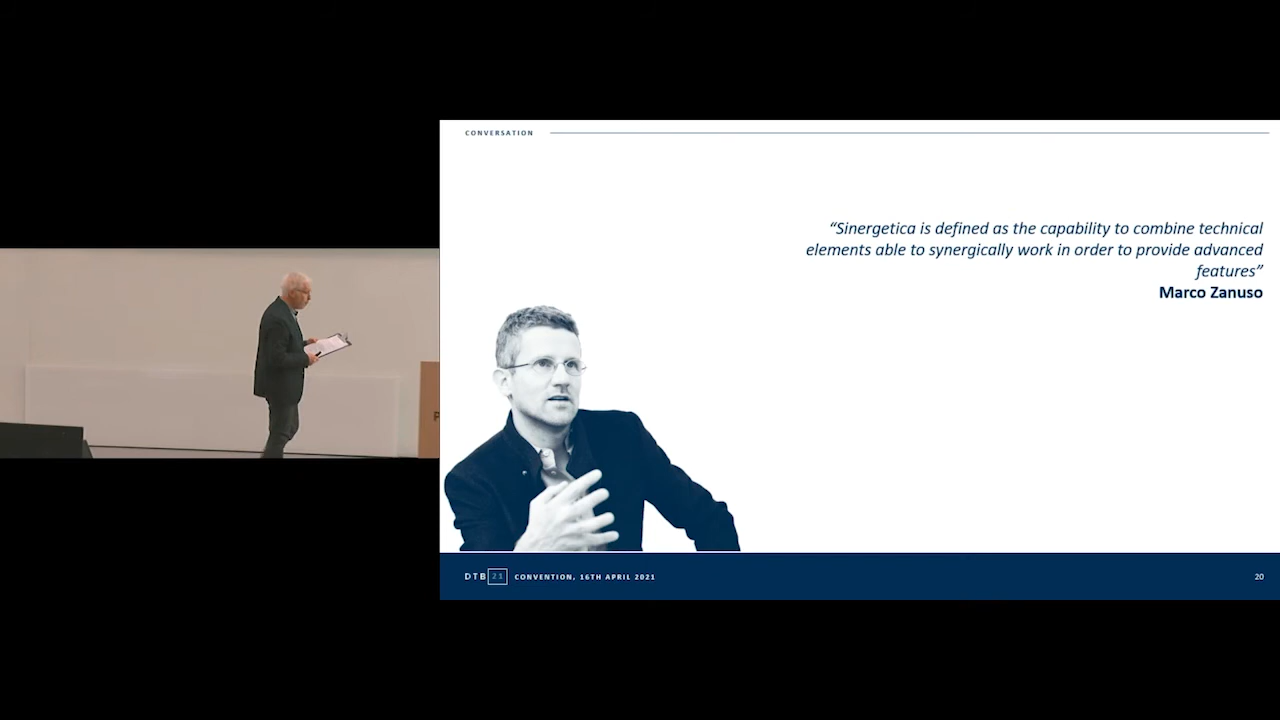 CONVERSATION
“Sinergetica is defined as the capability to combine technical
elements able to synergically work in order to provide advanced
features”
Marco Zanuso
DTB 21 CONVENTION, 16TH APRIL 2021
20
P